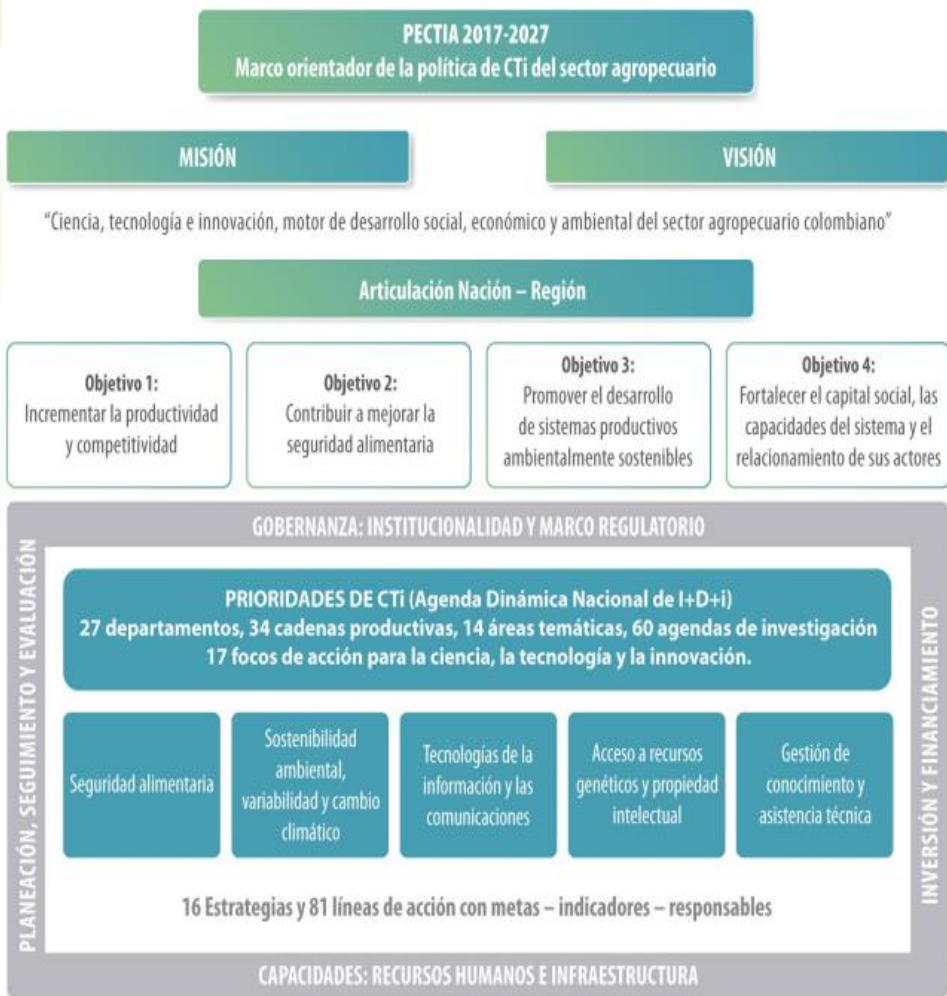 PECTIA 2017-2027
Marco orientador de la política de CTi del sector agropecuario
MISIÓN
VISIÓN
“Ciencia, tecnología e innovación, motor de desarrollo social, económico y ambiental del sector agropecuario colombiano”
Articulación Nación – Región
Objetivo 1:
Incrementar la productividad
y competitividad
Objetivo 2:
Contribuir a mejorar la
seguridad alimentaria
Objetivo 3:
Promover el desarrollo
de sistemas productivos
ambientalmente sostenibles
Objetivo 4:
Fortalecer el capital social, las
capacidades del sistema y el
relacionamiento de sus actores
GOBERNANZA: INSTITUCIONALIDAD Y MARCO REGULATORIO
PLANEACIÓN, SEGUIMIENTO Y EVALUACIÓN
PRIORIDADES DE CTi (Agenda Dinámica Nacional de I+D+i)
27 departamentos, 34 cadenas productivas, 14 áreas temáticas, 60 agendas de investigación
17 focos de acción para la ciencia, la tecnología y la innovación.
Seguridad alimentaria
Sostenibilidad
ambiental,
variabilidad y cambio
climático
Tecnologías de la
información y las
comunicaciones
Acceso a recursos
genéticos y propiedad
intelectual
Gestión de
conocimiento y
asistencia técnica
16 Estrategias y 81 líneas de acción con metas – indicadores – responsables
INVERSIÓN Y FINANCIAMIENTO
CAPACIDADES: RECURSOS HUMANOS E INFRAESTRUCTURA